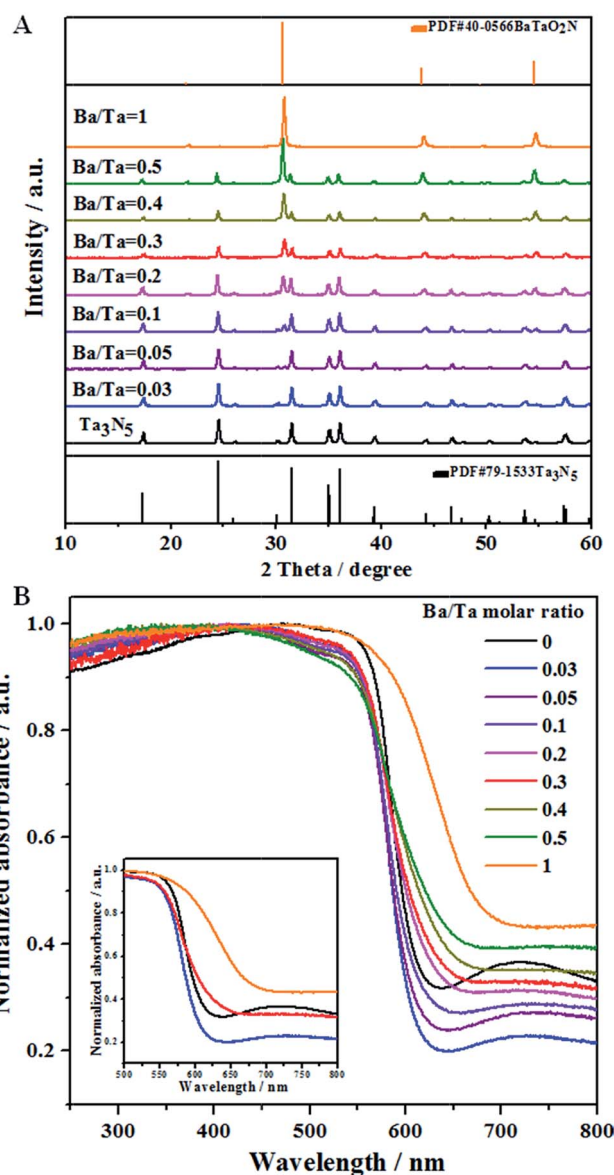 A
PDF#40-0566BaTaO2N
Ba/Ta=1
Ba/Ta=0.5
Ba/Ta=0.4
Ba/Ta=0.3
Ba/Ta=0.2
Ba/Ta=0.1
Ba/Ta=0.05
Ba/Ta=0.03
Ta3N5
PDF#79-1533Ta3N5
Intensity / a.u.
10 20 30 40 50 60
2 Theta / degree
B
Ba/Ta molar ratio
0
0.03
0.05
0.1
0.2
0.3
0.4
0.5
1
1.0
0.8
0.6
0.4
0.2
Normalized absorbance / a.u.
1.0
0.8
0.6
0.4
0.2
Normalized absorbance / a.u.
500 550 600 650 700 750 800
Wavelength / nm
300 400 500 600 700 800
Wavelength / nm